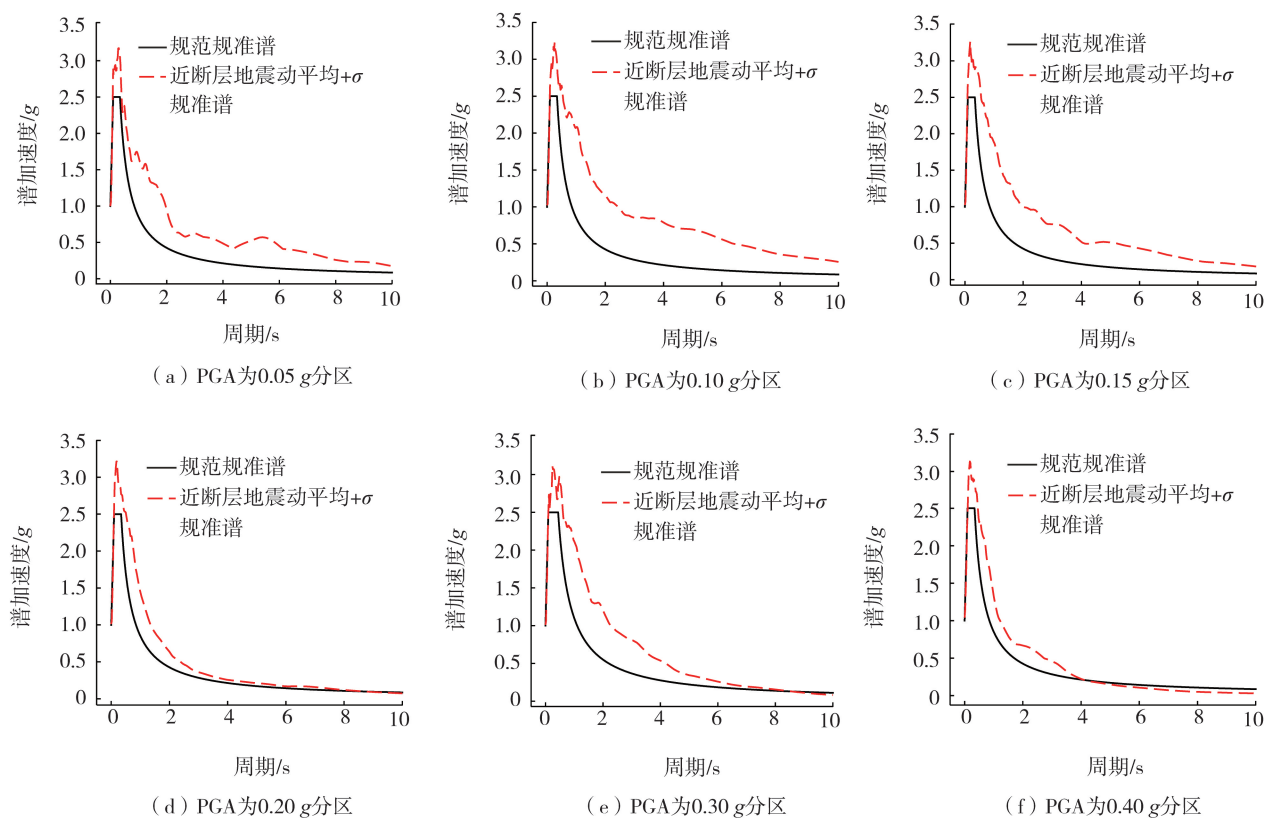 3.5
3.0
2.5
2.0
1.5
1.0
0.5
0
谱加速度/g
规范规准谱
近断层地震动平均+σ
规准谱
0 2 4 6 8 10
周期/s
（a）PGA为0.05 g分区
3.5
3.0
2.5
2.0
1.5
1.0
0.5
0
谱加速度/g
规范规准谱
近断层地震动平均+σ
规准谱
0 2 4 6 8 10
周期/s
（b）PGA为0.10 g分区
3.5
3.0
2.5
2.0
1.5
1.0
0.5
0
谱加速度/g
规范规准谱
近断层地震动平均+σ
规准谱
0 2 4 6 8 10
周期/s
（c）PGA为0.15 g分区
3.5
3.0
2.5
2.0
1.5
1.0
0.5
0
谱加速度/g
规范规准谱
近断层地震动平均+σ
规准谱
0 2 4 6 8 10
周期/s
（d）PGA为0.20 g分区
3.5
3.0
2.5
2.0
1.5
1.0
0.5
0
谱加速度/g
规范规准谱
近断层地震动平均+σ
规准谱
0 2 4 6 8 10
周期/s
（e）PGA为0.30 g分区
3.5
3.0
2.5
2.0
1.5
1.0
0.5
0
谱加速度/g
规范规准谱
近断层地震动平均+σ
规准谱
0 2 4 6 8 10
周期/s
（f）PGA为0.40 g分区